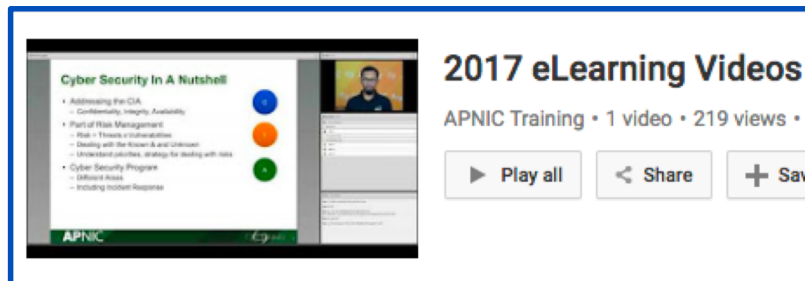 Cyber Security In A Nutshell
• Addressing the CIA
– Confidentiality, Integrity, Availability
• Part of Risk Management
– Risk = Threats x Vulnerabilities
– Dealing with the Known & and Unknown
– Understand priorities, strategy for dealing with risks
• Cyber Security Program
– Different Areas
– Including Incident Response
C
I
A
APNIC
2017 eLearning Videos
APNIC Training • 1 video • 219 views •
Play all
Share
Sav